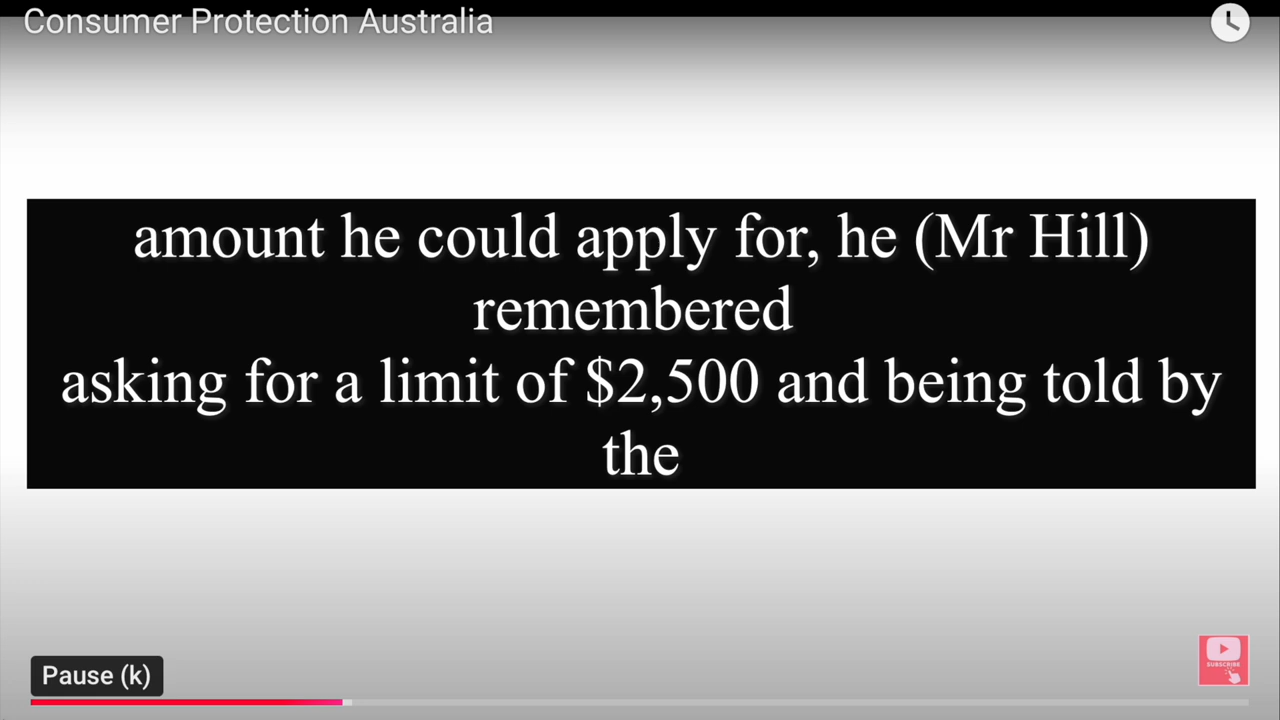 Consumer Protection Australia
amount he could apply for, he (Mr Hill)
remembered
asking for a limit of $2,500 and being told by
the
SUBSCRIBE
Pause (k)